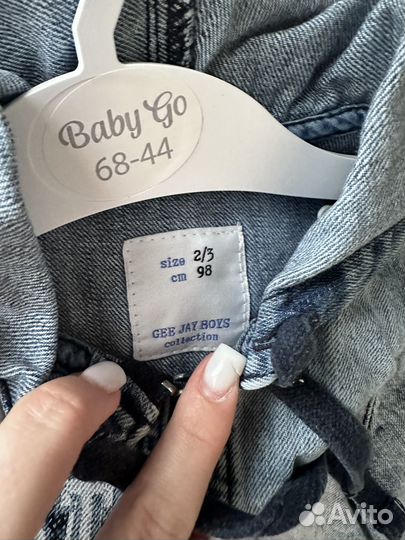 Baby Go
68-44
size 2/3
cm 98
GEE JAY BOYS
collection
Avito